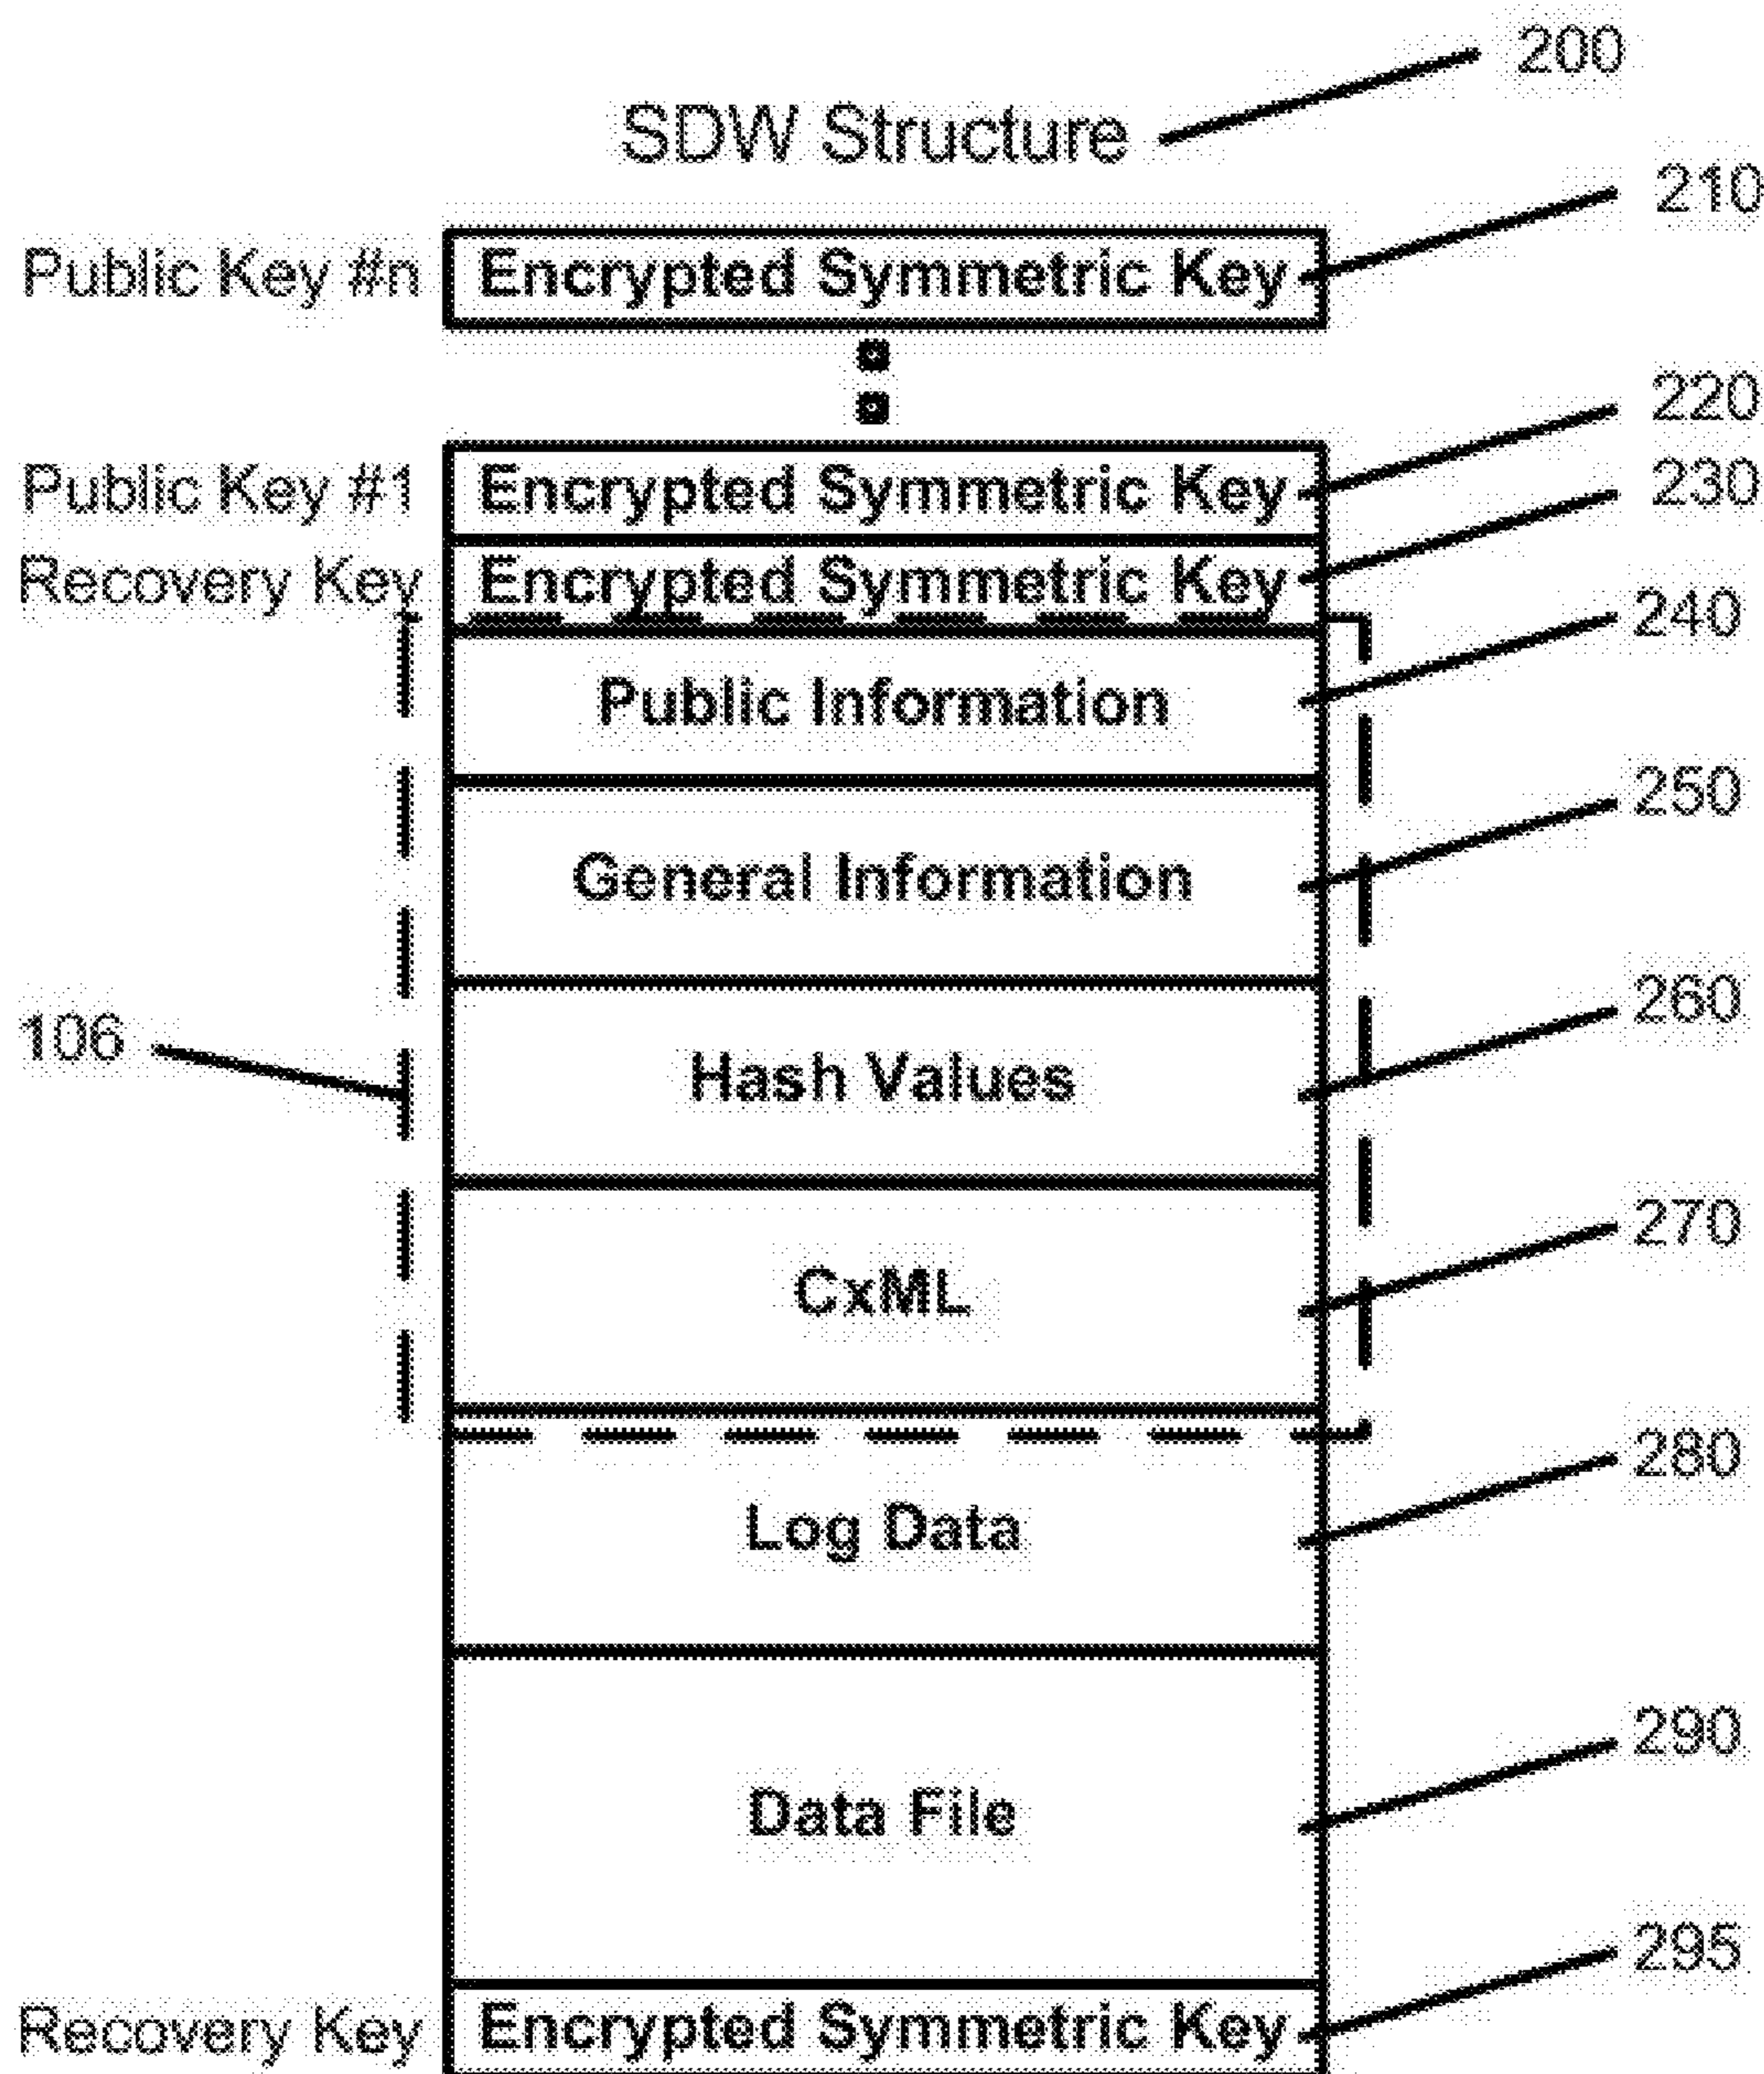 200
SDW Structure
210
Public Key #n Encrypted Symmetric Key
220
Public Key #1 Encrypted Symmetric Key
230
Recovery Key Encrypted Symmetric Key
240
Public Information
250
General Information
260
106
Hash Values
270
CxML
280
Log Data
290
Data File
295
Recovery Key Encrypted Symmetric Key